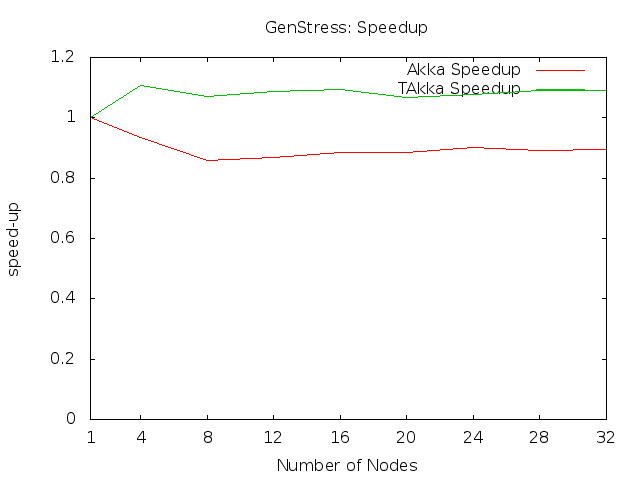 GenStress: Speedup
Akka Speedup
TAkka Speedup
1.2
1
0.8
0.6
0.4
0.2
0
speed-up
1 4 8 12 16 20 24 28 32
Number of Nodes